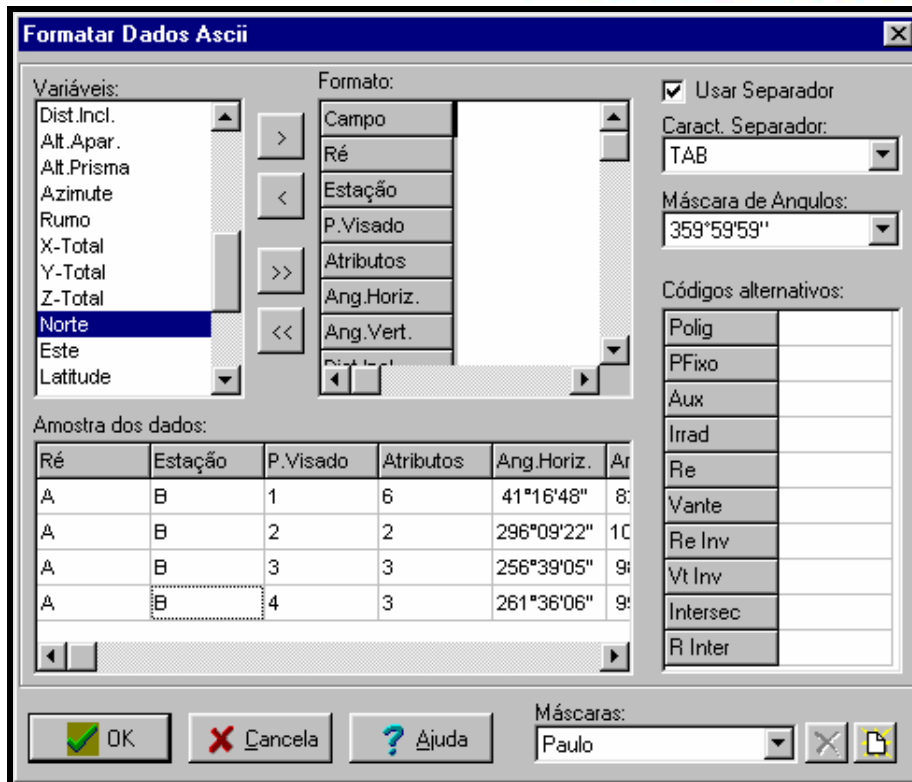 Formatar Dados Ascii
Variáveis:
Dist.Incl.
Alt.Apar.
Alt.Prisma
Azimute
Rumo
X-Total
Y-Total
Z-Total
Norte
Este
Latitude
>
<
>>
<<
Formato:
Campo
Ré
Estação
P.Visado
Atributos
Ang.Horiz.
Ang.Vert.
Dist.Incl.
Usar Separador
Caract. Separador:
TAB
Máscara de Angulos:
359°59'59"
Códigos alternativos:
Polig
PFixo
Aux
Irrad
Re
Vante
Re Inv
Vt Inv
Intersec
R Inter
Amostra dos dados:
Ré Estação P.Visado Atributos Ang.Horiz.
A B 1 6 41°16'48"
A B 2 2 296°09'22"
A B 3 3 256°39'05"
A B 4 3 261°36'06"
OK
Cancela
Ajuda
Máscaras:
Paulo